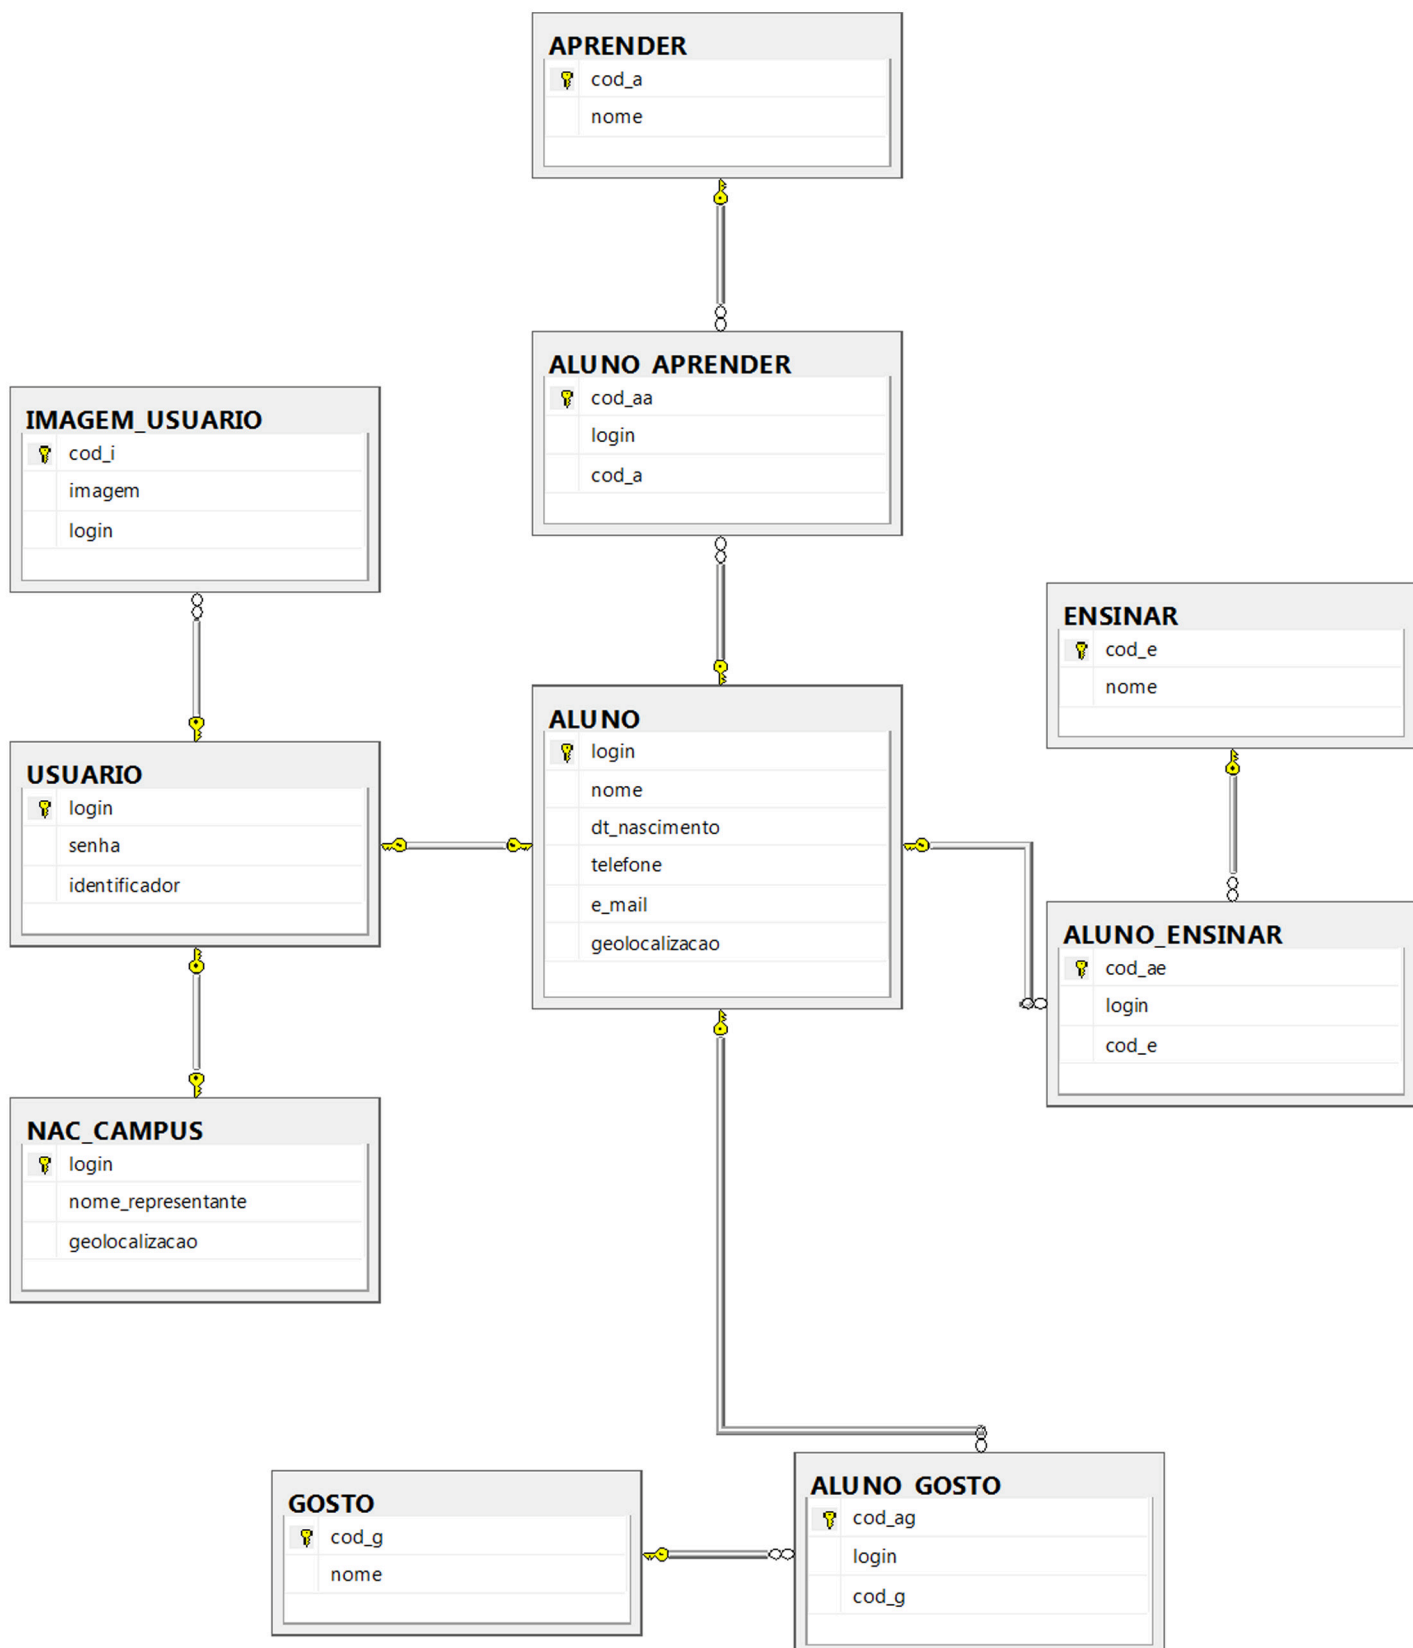 APRENDER
cod_a
nome
ALUNO_APRENDER
cod_aa
login
cod_a
IMAGEM_USUARIO
cod_i
imagem
login
ENSINAR
cod_e
nome
ALUNO
login
nome
dt_nascimento
telefone
e_mail
geolocalizacao
USUARIO
login
senha
identificador
ALUNO_ENSINAR
cod_ae
login
cod_e
NAC_CAMPUS
login
nome_representante
geolocalizacao
GOSTO
cod_g
nome
ALUNO_GOSTO
cod_ag
login
cod_g